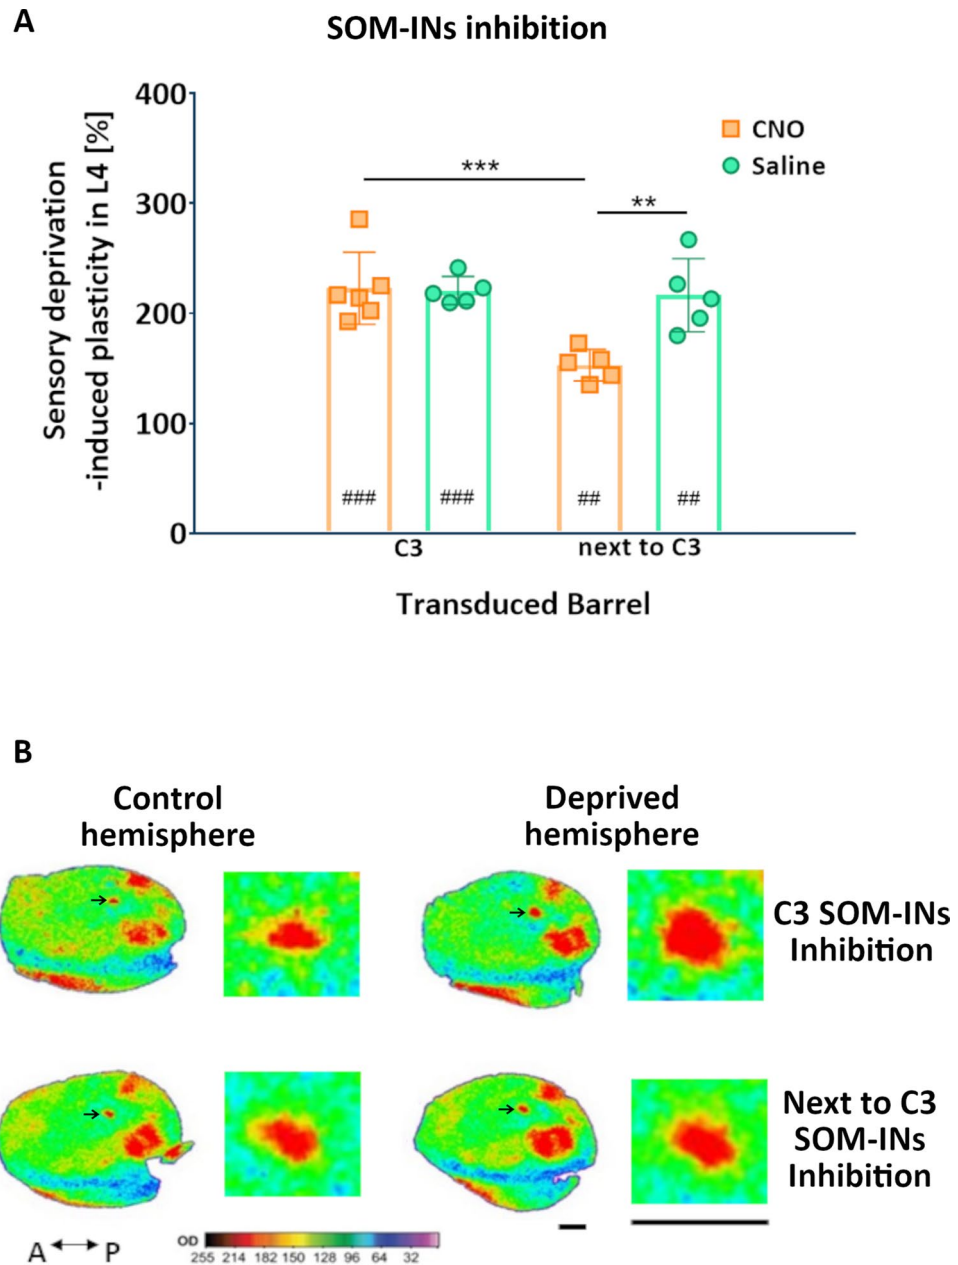 A
SOM-INs inhibition
Sensory deprivation
-induced plasticity in L4 [%]
400
300
200
100
0
CNO
Saline
***
**
###
###
##
##
C3
next to C3
Transduced Barrel
B
Control
hemisphere
Deprived
hemisphere
C3 SOM-INs
Inhibition
Next to C3
SOM-INs
Inhibition
A P
OD
255 214 182 150 128 96 64 32